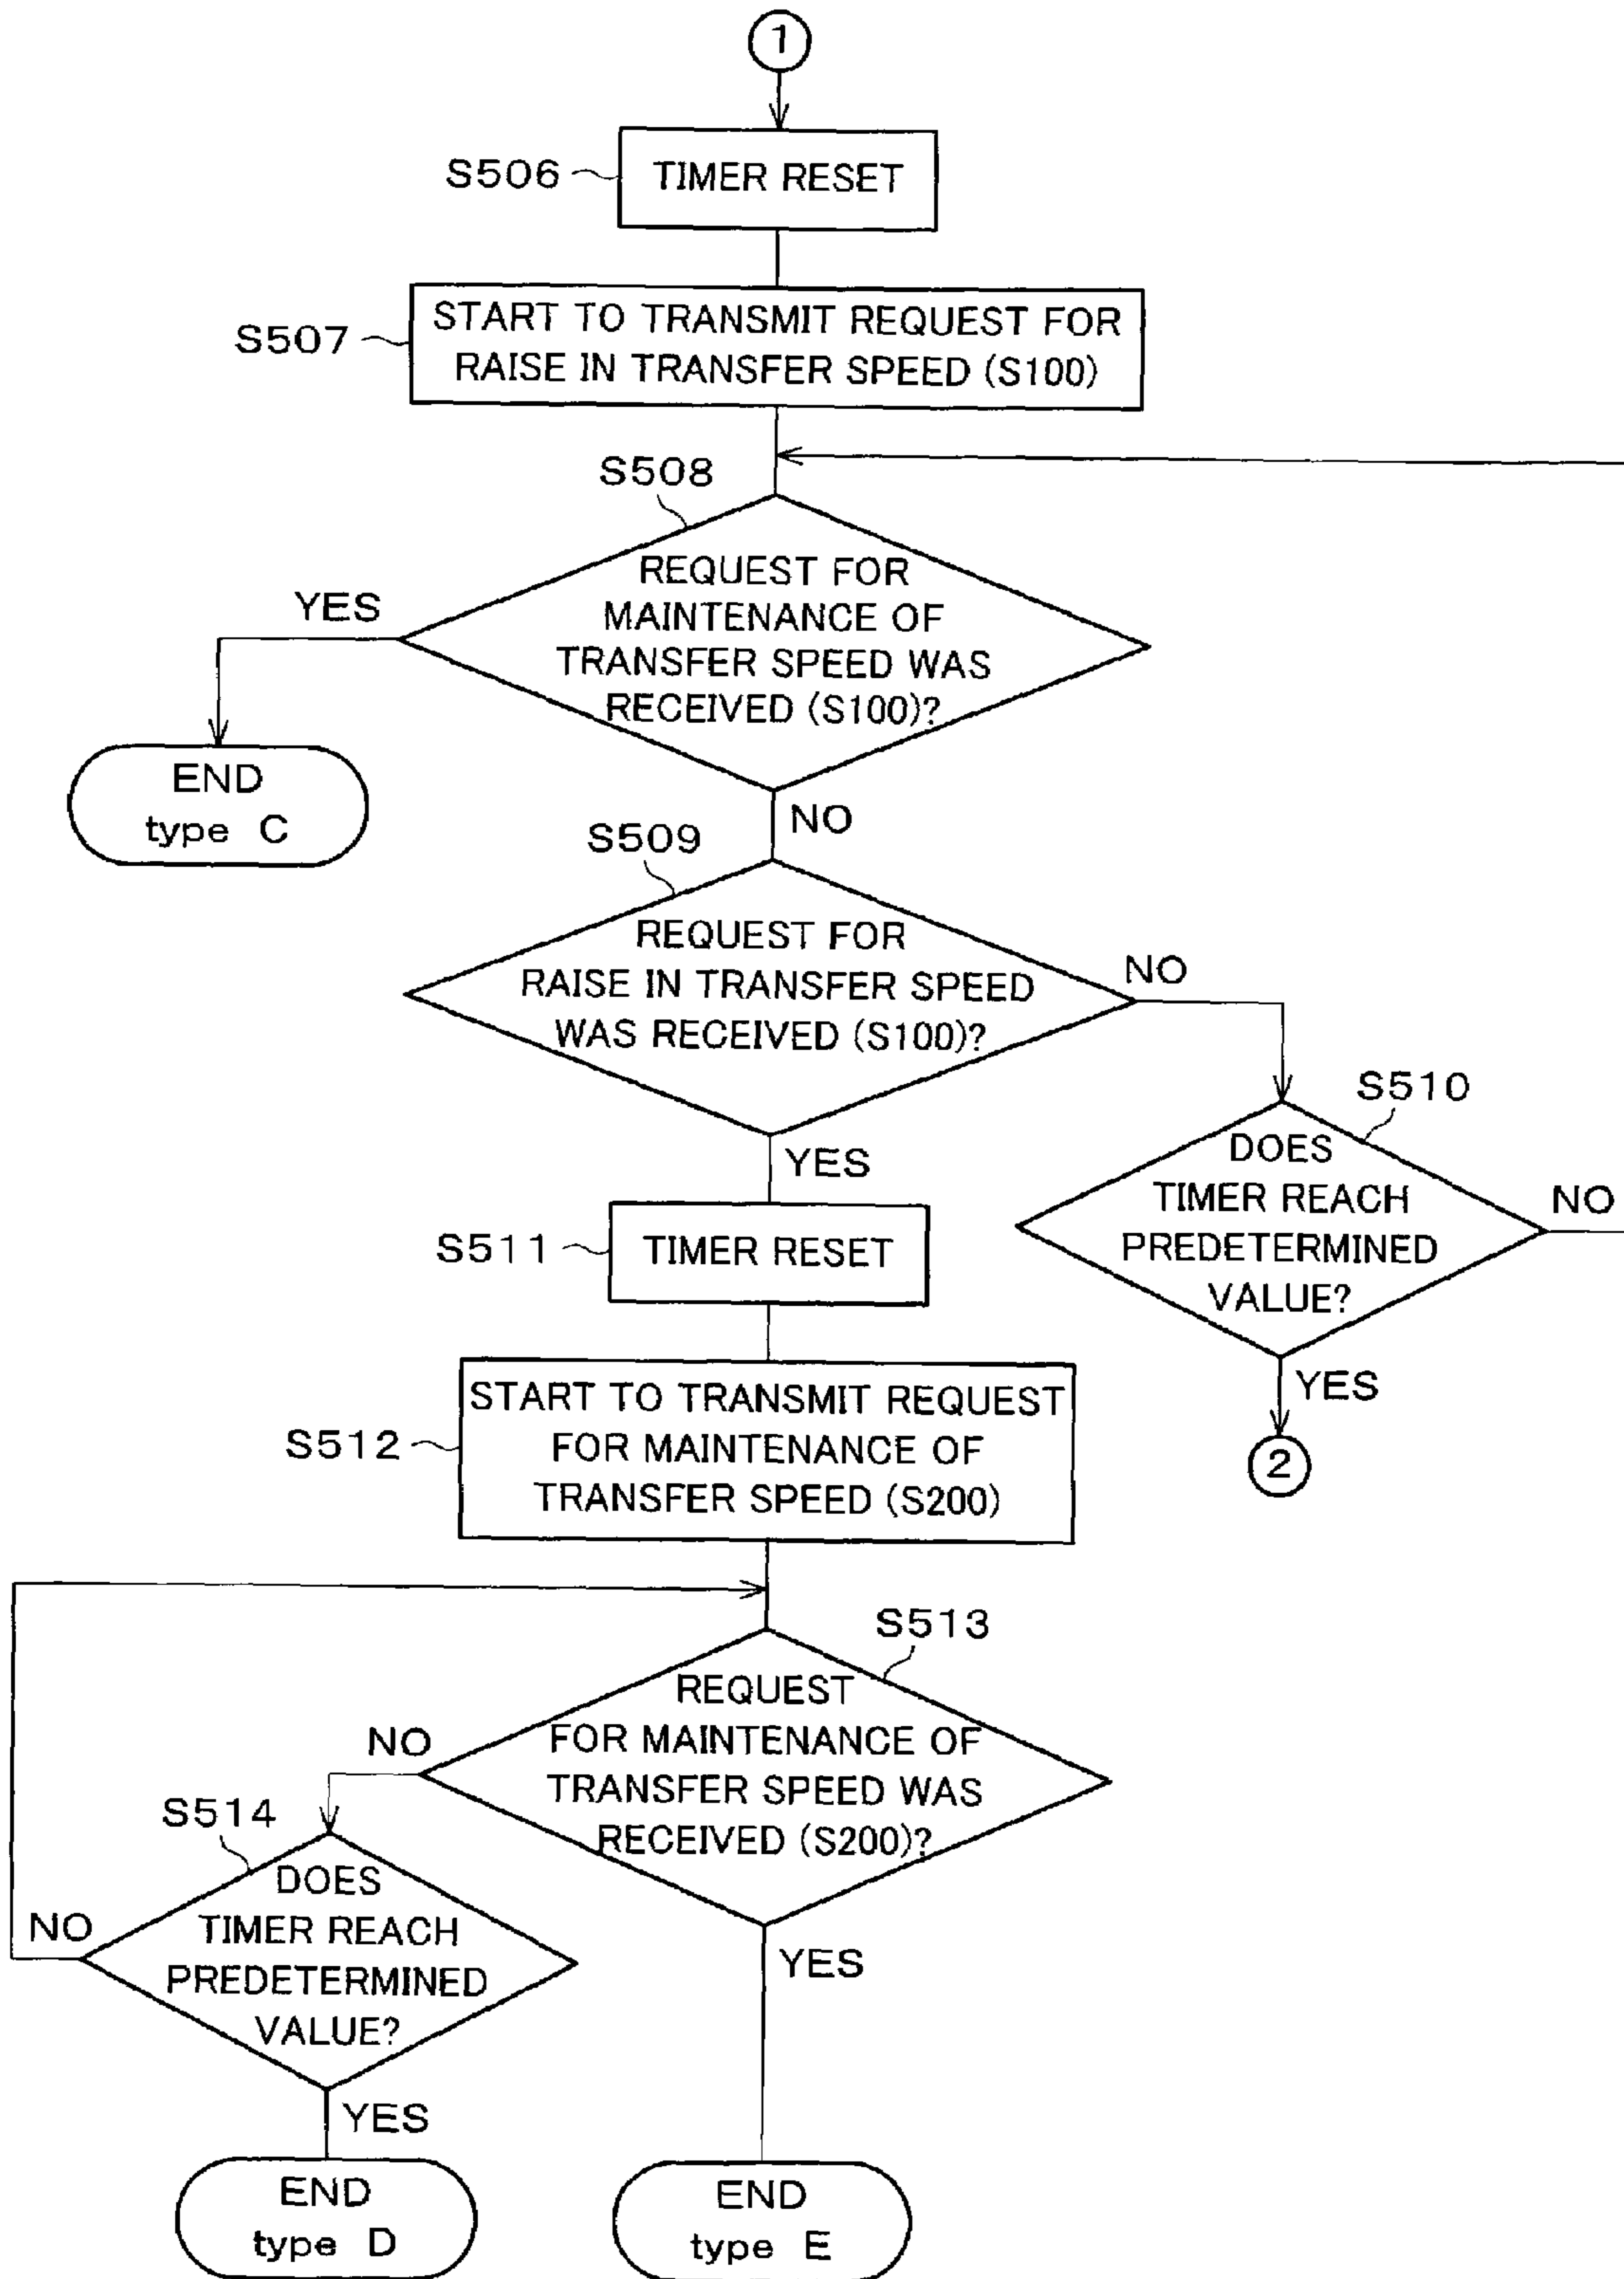 1
S506
TIMER RESET
S507
START TO TRANSMIT REQUEST FOR
RAISE IN TRANSFER SPEED (S100)
S508
REQUEST FOR
MAINTENANCE OF
TRANSFER SPEED WAS
RECEIVED (S100)?
YES
END
type C
NO
S509
REQUEST FOR
RAISE IN TRANSFER SPEED
WAS RECEIVED (S100)?
NO
S510
DOES
TIMER REACH
PREDETERMINED
VALUE?
NO
YES
2
YES
S511
TIMER RESET
S512
START TO TRANSMIT REQUEST
FOR MAINTENANCE OF
TRANSFER SPEED (S200)
S513
REQUEST
FOR MAINTENANCE OF
TRANSFER SPEED WAS
RECEIVED (S200)?
NO
S514
DOES
TIMER REACH
PREDETERMINED
VALUE?
NO
YES
END
type D
YES
END
type E